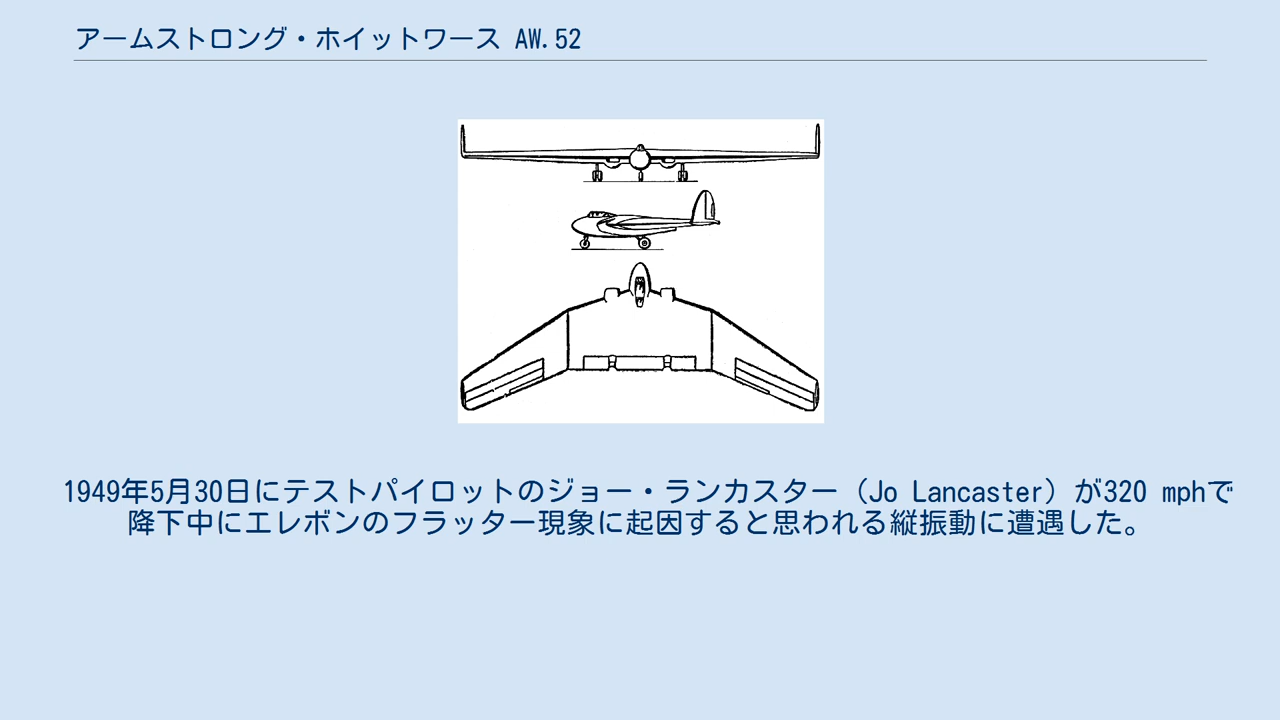 アームストロング・ホイットワース AW.52
1949年5月30日にテストパイロットのジョー・ランカスター（Jo Lancaster）が320 mphで
降下中にエレボンのフラッター現象に起因すると思われる縦振動に遭遇した。